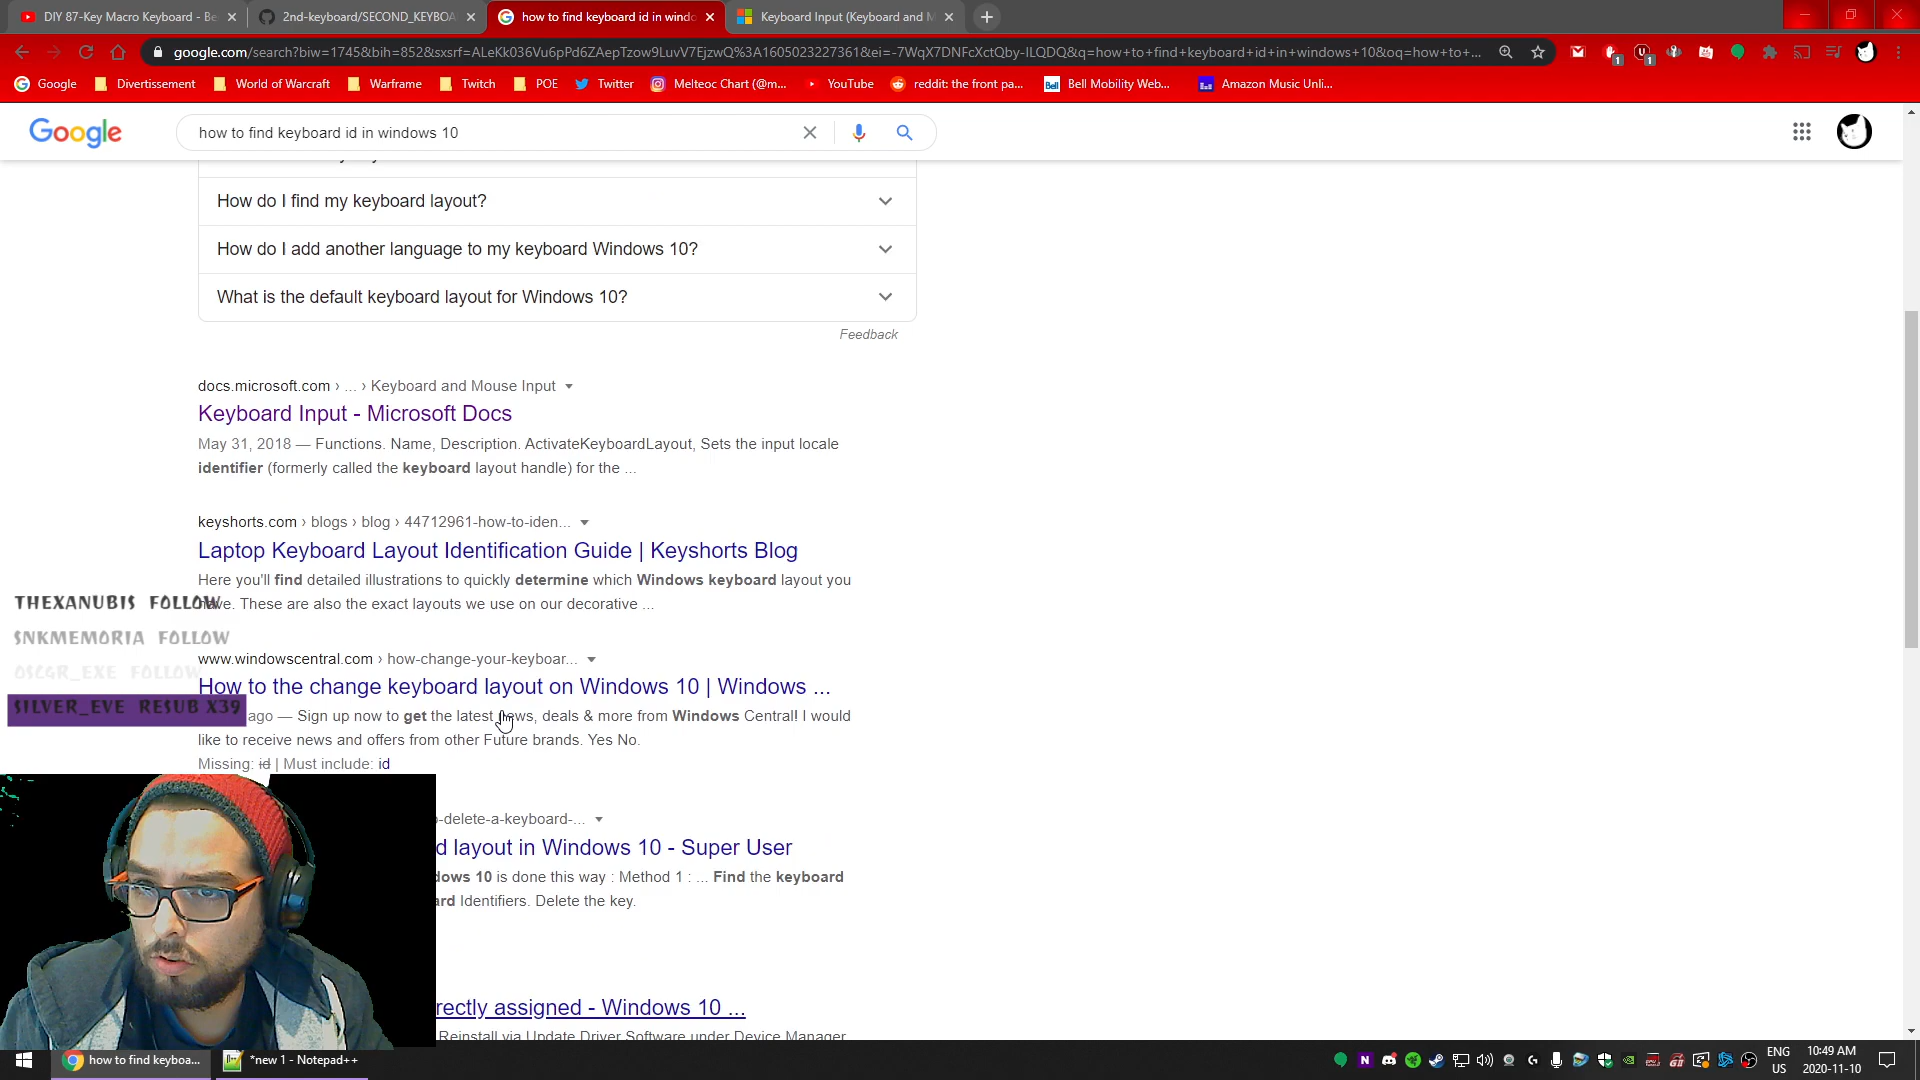 DIY 87-Key Macro Keyboard - Be
2nd-keyboard/SECOND_KEYBOA
how to find keyboard id in windo
Keyboard Input (Keyboard and M
google.com/search?biw=1745&bih=852&sxsrf=ALeKk036Vu6pPd6ZAepTzow9LuvV7EjzwQ%3A1605023227361&ei=-7WqX7DNFcXctQby-ILQDQ&q=how+to+find+keyboard+id+in+windows+10&oq=how+to+...
Google
Divertissement
World of Warcraft
Warframe
Twitch
POE
Twitter
Melteoc Chart (@m...
YouTube
reddit: the front pa...
Bell Mobility Web...
Amazon Music Unli...
Google
how to find keyboard id in windows 10
How do I find my keyboard layout?
How do I add another language to my keyboard Windows 10?
What is the default keyboard layout for Windows 10?
Feedback
docs.microsoft.com › ... › Keyboard and Mouse Input
Keyboard Input - Microsoft Docs
May 31, 2018 — Functions. Name, Description. ActivateKeyboardLayout, Sets the input locale
identifier (formerly called the keyboard layout handle) for the ...
keyshorts.com › blogs › blog › 44712961-how-to-iden...
Laptop Keyboard Layout Identification Guide | Keyshorts Blog
Here you'll find detailed illustrations to quickly determine which Windows keyboard layout you
have. These are also the exact layouts we use on our decorative ...
THEXANUBIS FOLLOW
SNKMEMORIA FOLLOW
OSC4R_EXE FOLLOW
SILVER_EVE RESUB X39
www.windowscentral.com › how-change-your-keyboar...
How to the change keyboard layout on Windows 10 | Windows ...
ago — Sign up now to get the latest news, deals & more from Windows Central! I would
like to receive news and offers from other Future brands. Yes No.
Missing: id | Must include: id
-delete-a-keyboard-...
d layout in Windows 10 - Super User
dows 10 is done this way : Method 1 : ... Find the keyboard
ard Identifiers. Delete the key.
rectly assigned - Windows 10 ...
Reinstall via Update Driver Software under Device Manager
how to find keyboa...
*new 1 - Notepad++
ENG
US
10:49 AM
2020-11-10